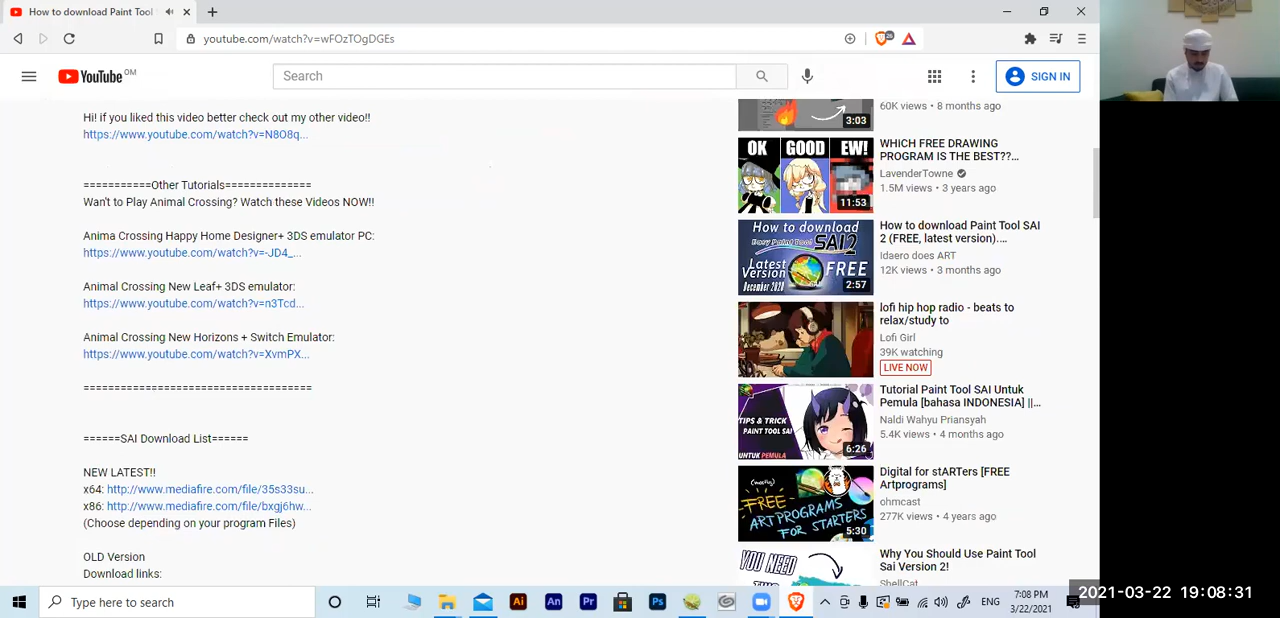 How to download Paint Tool
youtube.com/watch?v=wFOzTOgDGEs
26
YouTube OM
Search
SIGN IN
Hi! if you liked this video better check out my other video!!
https://www.youtube.com/watch?v=N8O8q...
===========Other Tutorials==============
Wan't to Play Animal Crossing? Watch these Videos NOW!!
Anima Crossing Happy Home Designer+ 3DS emulator PC:
https://www.youtube.com/watch?v=-JD4_...
Animal Crossing New Leaf+ 3DS emulator:
https://www.youtube.com/watch?v=n3Tcd...
Animal Crossing New Horizons + Switch Emulator:
https://www.youtube.com/watch?v=XvmPX...
=====================================
======SAI Download List======
NEW LATEST!!
x64: http://www.mediafire.com/file/35s33su...
x86: http://www.mediafire.com/file/bxgj6hw...
(Choose depending on your program Files)
OLD Version
Download links:
3:03
60K views • 8 months ago
OK GOOD EW!
11:53
WHICH FREE DRAWING
PROGRAM IS THE BEST??...
LavenderTowne
1.5M views • 3 years ago
How to download
Easy Paint Tool
SAI2
Latest
Version
December 2020
FREE
2:57
How to download Paint Tool SAI
2 (FREE, latest version)....
Idaero does ART
12K views • 3 months ago
lofi hip hop radio - beats to
relax/study to
Lofi Girl
39K watching
LIVE NOW
TIPS & TRICK
PAINT TOOL SAI
UNTUK PEMULA
6:26
Tutorial Paint Tool SAI Untuk
Pemula [bahasa INDONESIA] ||...
Naldi Wahyu Priansyah
5.4K views • 4 months ago
(mostly)
FREE
ART PROGRAMS
FOR STARTERS
5:30
Digital for stARTers [FREE
Artprograms]
ohmcast
277K views • 4 years ago
YOU NEED
Why You Should Use Paint Tool
Sai Version 2!
ShellCat
Type here to search
Ai
An
Pr
Ps
ENG
7:08 PM
3/22/2021
2021-03-22 19:08:31